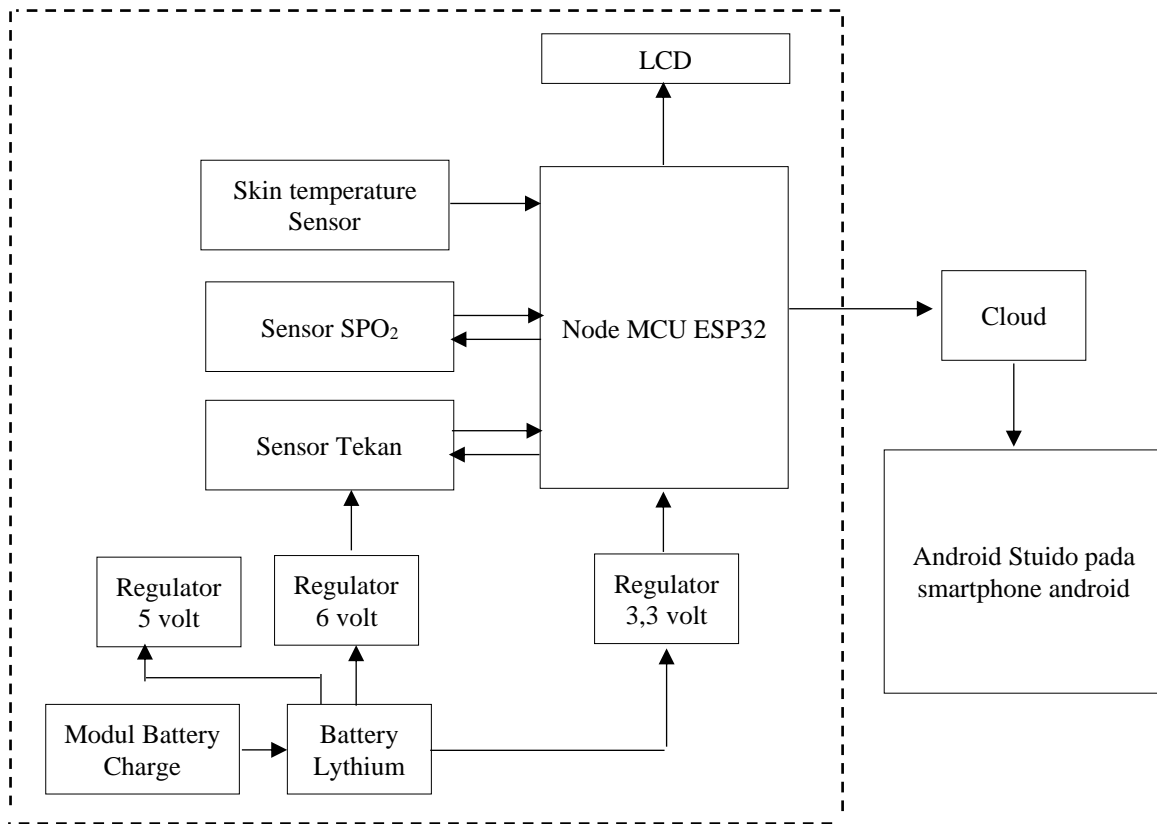 LCD
Skin temperature
Sensor
Sensor SPO₂
Node MCU ESP32
Cloud
Sensor Tekan
Android Stuido pada
smartphone android
Regulator
5 volt
Regulator
6 volt
Regulator
3,3 volt
Modul Battery
Charge
Battery
Lythium